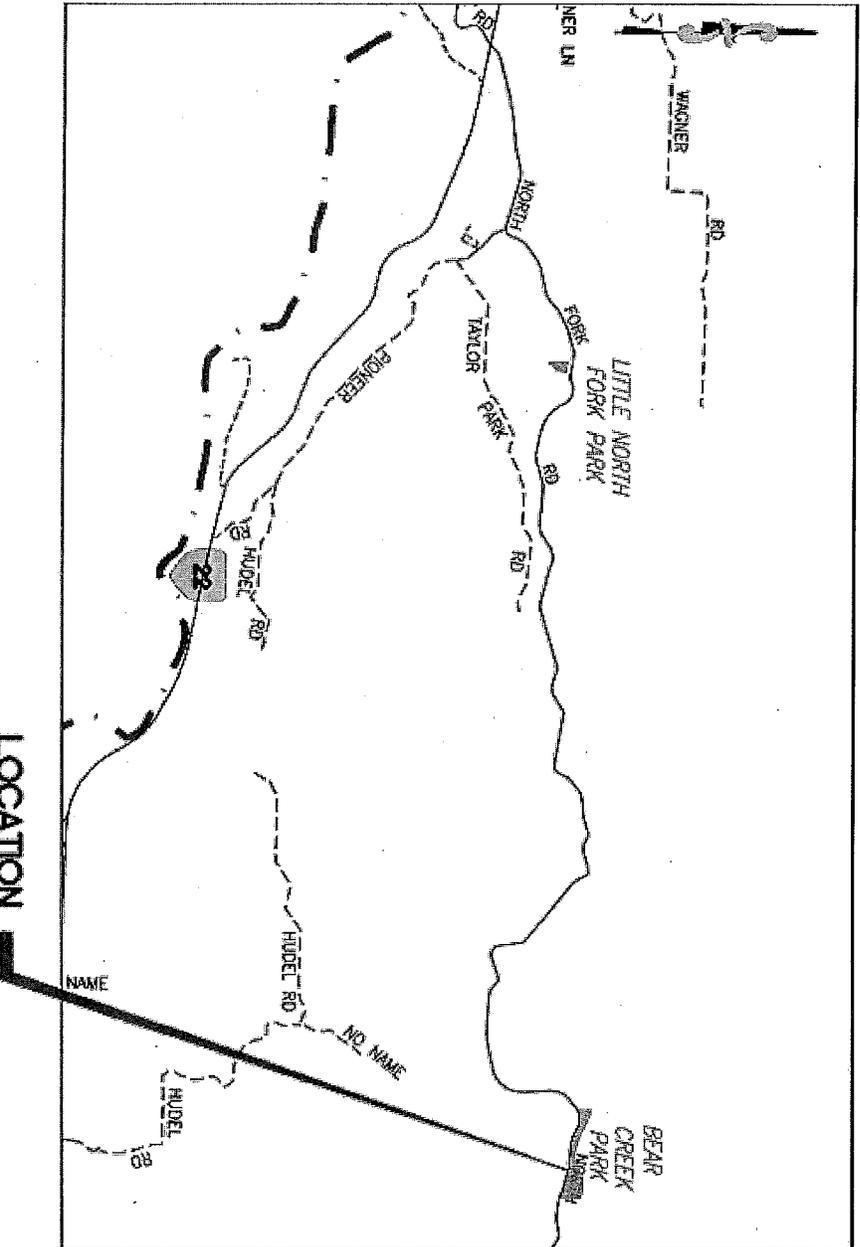 RD
NER LN
WAGNER
RD
NORTH
FORK
RD
LITTLE NORTH
FORK PARK
TAYLOR
PARK
RD
PIONEER
RD
HUDEL
RD
22
HUDEL RD
NO NAME
HUDEL
RD
NAME
BEAR
CREEK
PARK
NORTH
LOCATION